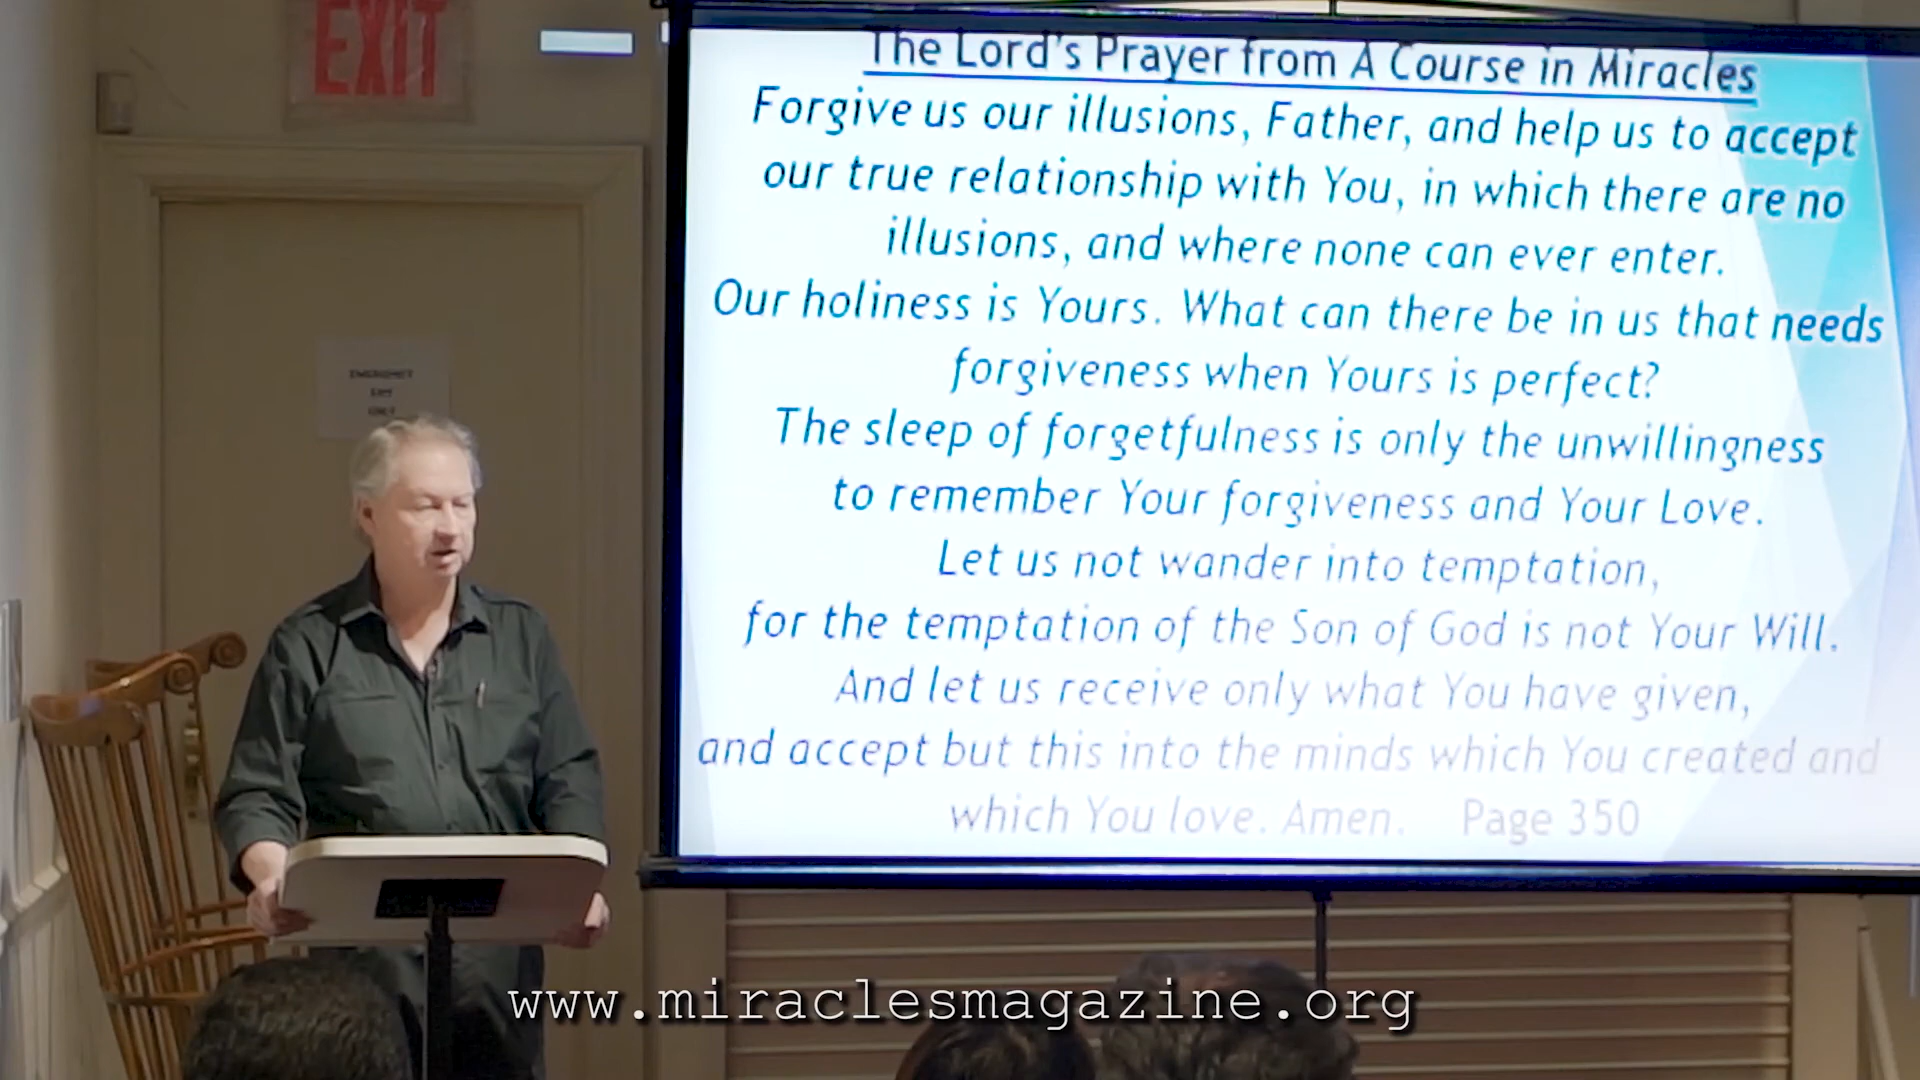 EXIT
The Lord's Prayer from A Course in Miracles
Forgive us our illusions, Father, and help us to accept
our true relationship with You, in which there are no
illusions, and where none can ever enter.
Our holiness is Yours. What can there be in us that needs
forgiveness when Yours is perfect?
The sleep of forgetfulness is only the unwillingness
to remember Your forgiveness and Your Love.
Let us not wander into temptation,
for the temptation of the Son of God is not Your Will.
And let us receive only what You have given,
and accept but this into the minds which You created and
which You love. Amen. Page 350
EMERGENCY
EXIT
ONLY
www.miraclesmagazine.org